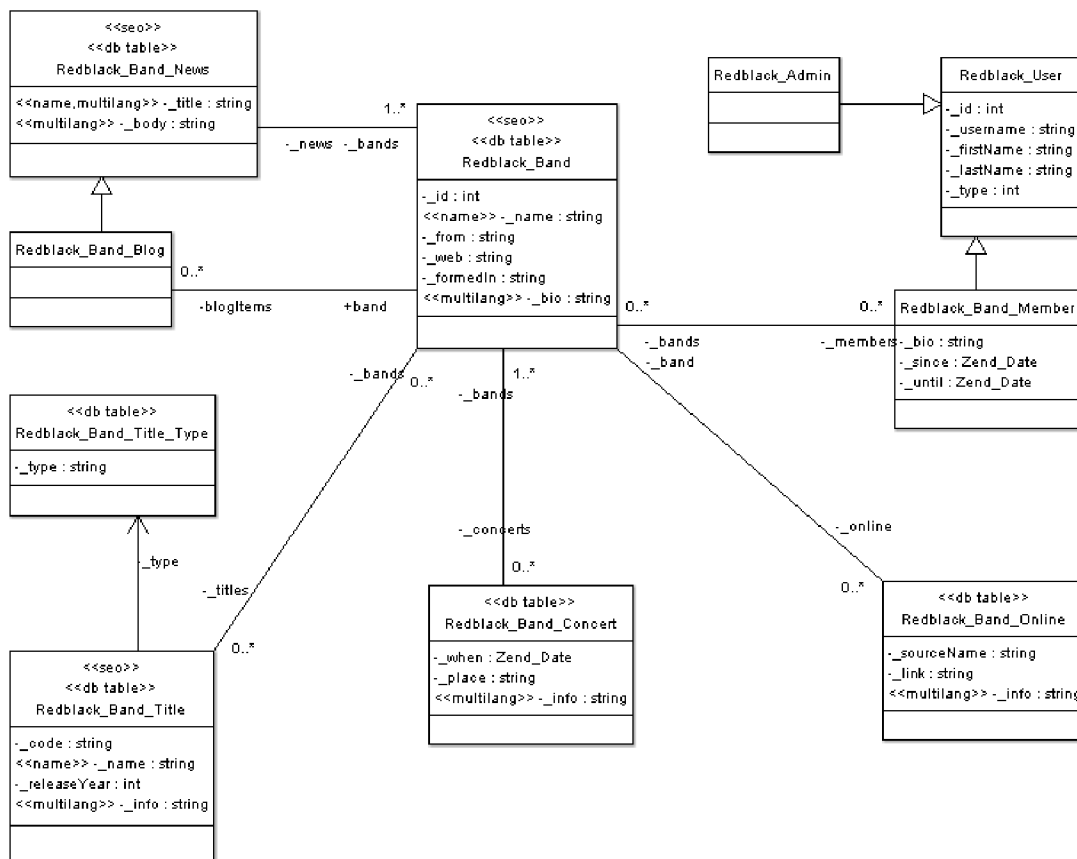 <<seo>>
<<db table>>
Redblack_Band_News
<<name,multilang>> -_title : string
<<multilang>> -_body : string
1..*
-_news -_bands
<<seo>>
<<db table>>
Redblack_Band
-_id : int
<<name>> -_name : string
-_from : string
-_web : string
-_formedIn : string
<<multilang>> -_bio : string
Redblack_Admin
Redblack_User
-_id : int
-_username : string
-_firstName : string
-_lastName : string
-_type : int
Redblack_Band_Blog
0..*
-blogItems +band
0..* 0..*
-_bands -_members
-_band
Redblack_Band_Member
-_bio : string
-_since : Zend_Date
-_until : Zend_Date
-_bands 0..*
1..*
-_bands
<<db table>>
Redblack_Band_Title_Type
-_type : string
-_type
-_titles
0..*
-_concerts
0..*
-_online
0..*
<<db table>>
Redblack_Band_Concert
-_when : Zend_Date
-_place : string
<<multilang>> -_info : string
<<db table>>
Redblack_Band_Online
-_sourceName : string
-_link : string
<<multilang>> -_info : string
<<seo>>
<<db table>>
Redblack_Band_Title
-_code : string
<<name>> -_name : string
-_releaseYear : int
<<multilang>> -_info : string